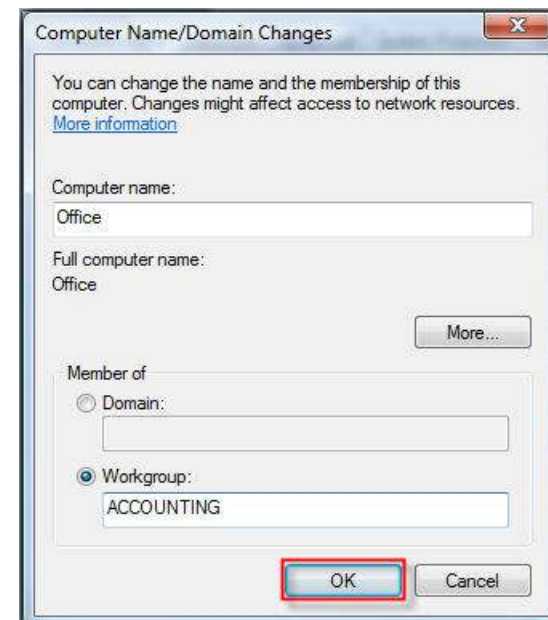 Computer Name/Domain Changes
You can change the name and the membership of this
computer. Changes might affect access to network resources.
More information
Computer name:
Office
Full computer name:
Office
More...
Member of
Domain:
Workgroup:
ACCOUNTING
OK
Cancel